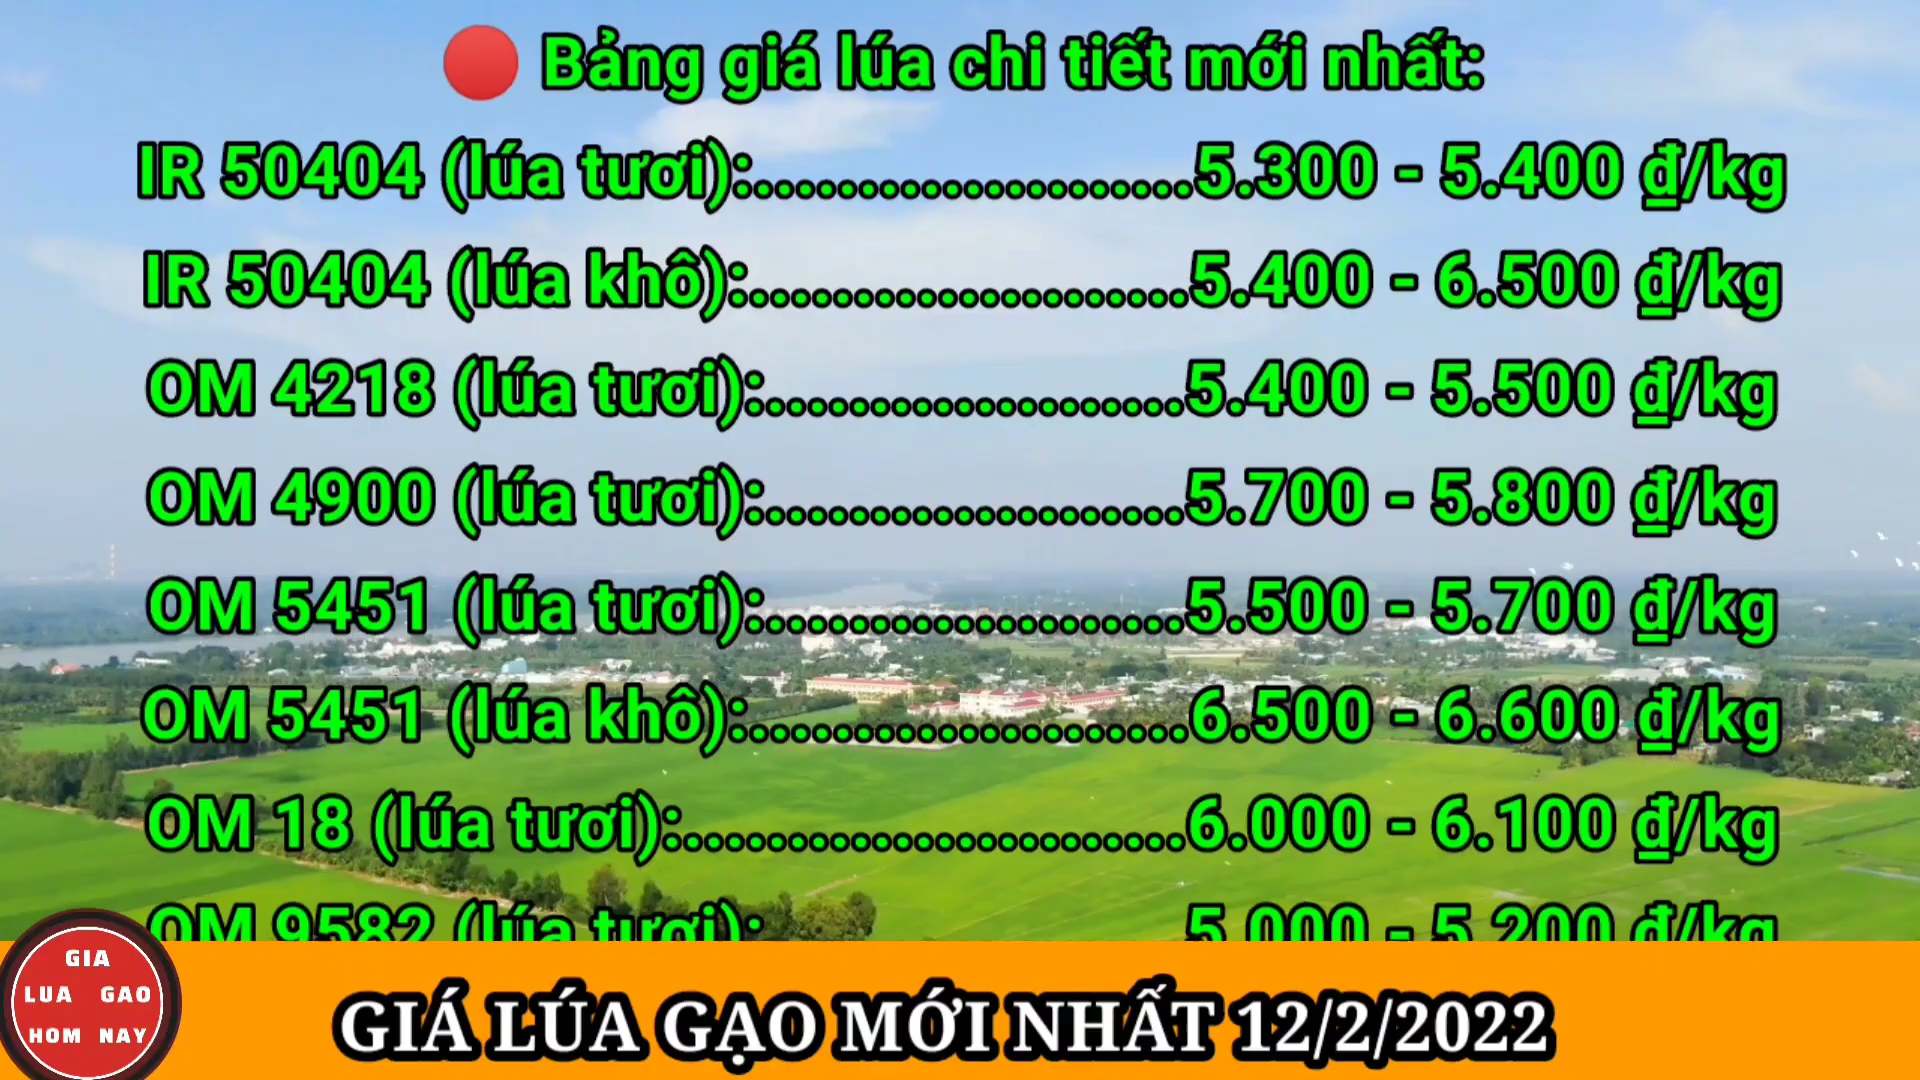 🔴 Bảng giá lúa chi tiết mới nhất:
IR 50404 (lúa tươi):.....................5.300 - 5.400 ₫/kg
IR 50404 (lúa khô):.....................5.400 - 6.500 ₫/kg
OM 4218 (lúa tươi):....................5.400 - 5.500 ₫/kg
OM 4900 (lúa tươi):....................5.700 - 5.800 ₫/kg
OM 5451 (lúa tươi):....................5.500 - 5.700 ₫/kg
OM 5451 (lúa khô):.....................6.500 - 6.600 ₫/kg
OM 18 (lúa tươi):........................6.000 - 6.100 ₫/kg
OM 9582 (lúa tươi):....................5.000 - 5.200 ₫/kg
GIA
LUA GAO
HOM NAY
GIÁ LÚA GẠO MỚI NHẤT 12/2/2022